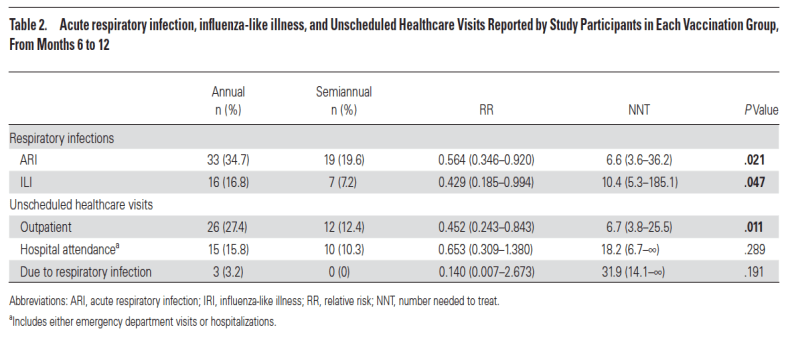 Table 2. Acute respiratory infection, influenza-like illness, and Unscheduled Healthcare Visits Reported by Study Participants in Each Vaccination Group,
From Months 6 to 12
Annual Semiannual
n (%) n (%) RR NNT P Value
Respiratory infections
ARI 33 (34.7) 19 (19.6) 0.564 (0.346–0.920) 6.6 (3.6–36.2) .021
ILI 16 (16.8) 7 (7.2) 0.429 (0.185–0.994) 10.4 (5.3–185.1) .047
Unscheduled healthcare visits
Outpatient 26 (27.4) 12 (12.4) 0.452 (0.243–0.843) 6.7 (3.8–25.5) .011
Hospital attendanceª 15 (15.8) 10 (10.3) 0.653 (0.309–1.380) 18.2 (6.7–∞) .289
Due to respiratory infection 3 (3.2) 0 (0) 0.140 (0.007–2.673) 31.9 (14.1–∞) .191
Abbreviations: ARI, acute respiratory infection; IRI, influenza-like illness; RR, relative risk; NNT, number needed to treat.
ªIncludes either emergency department visits or hospitalizations.